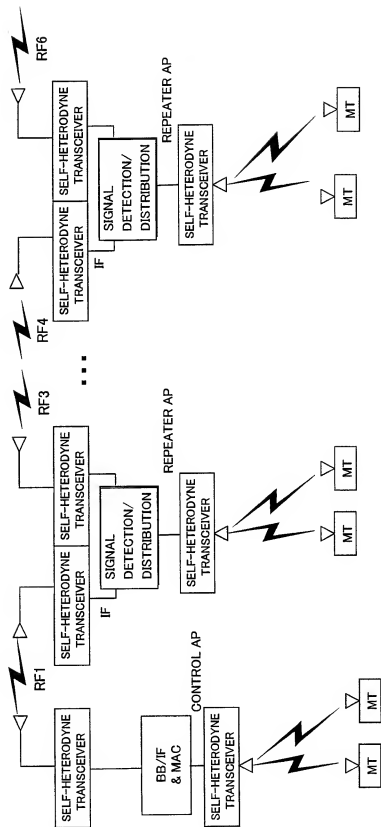 RF1
RF3
RF4
RF6
SELF-HETERODYNE
TRANSCEIVER
SELF-HETERODYNE
TRANSCEIVER
SELF-HETERODYNE
TRANSCEIVER
SELF-HETERODYNE
TRANSCEIVER
SELF-HETERODYNE
TRANSCEIVER
IF
IF
BB/IF
& MAC
SIGNAL
DETECTION/
DISTRIBUTION
SIGNAL
DETECTION/
DISTRIBUTION
CONTROL AP
REPEATER AP
REPEATER AP
SELF-HETERODYNE
TRANSCEIVER
SELF-HETERODYNE
TRANSCEIVER
SELF-HETERODYNE
TRANSCEIVER
MT
MT
MT
MT
MT
MT